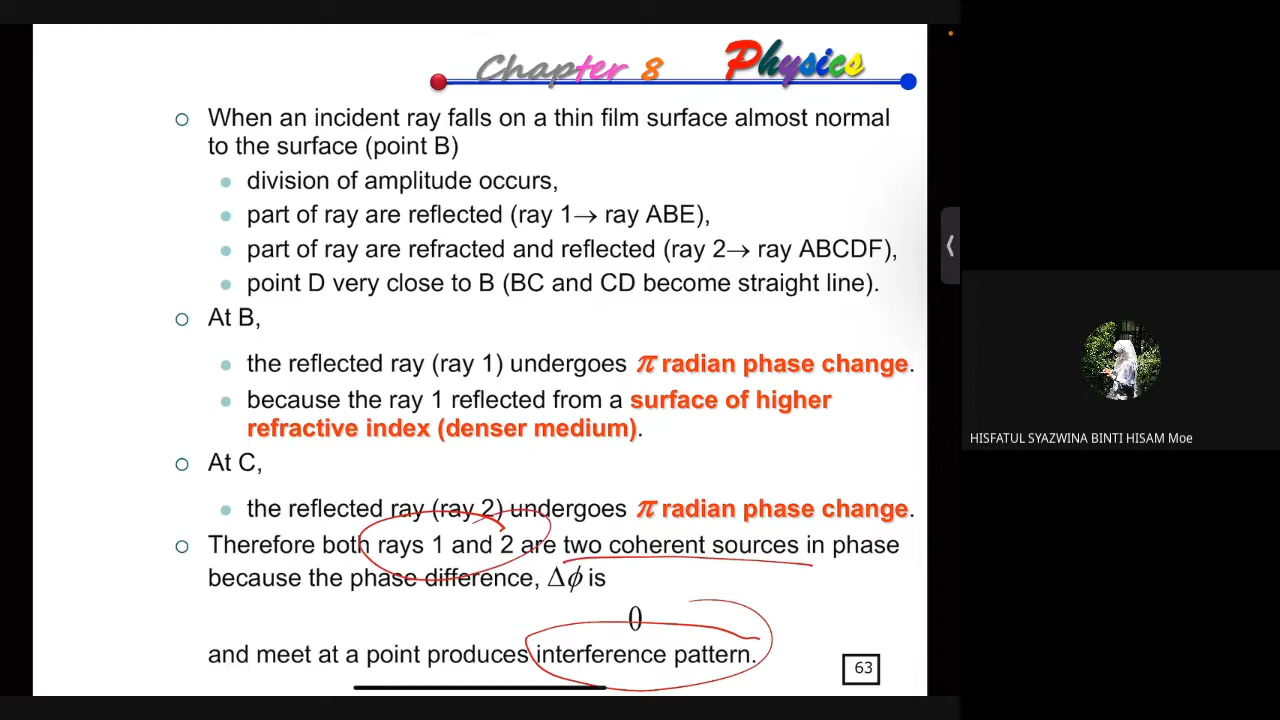 Chapter 8 Physics
When an incident ray falls on a thin film surface almost normal
to the surface (point B)
division of amplitude occurs,
part of ray are reflected (ray 1→ ray ABE),
part of ray are refracted and reflected (ray 2→ ray ABCDF),
point D very close to B (BC and CD become straight line).
At B,
the reflected ray (ray 1) undergoes π radian phase change.
because the ray 1 reflected from a surface of higher
refractive index (denser medium).
At C,
the reflected ray (ray 2) undergoes π radian phase change.
Therefore both rays 1 and 2 are two coherent sources in phase
because the phase difference, Δϕ is
0
and meet at a point produces interference pattern.
63
HISFATUL SYAZWINA BINTI HISAM Moe